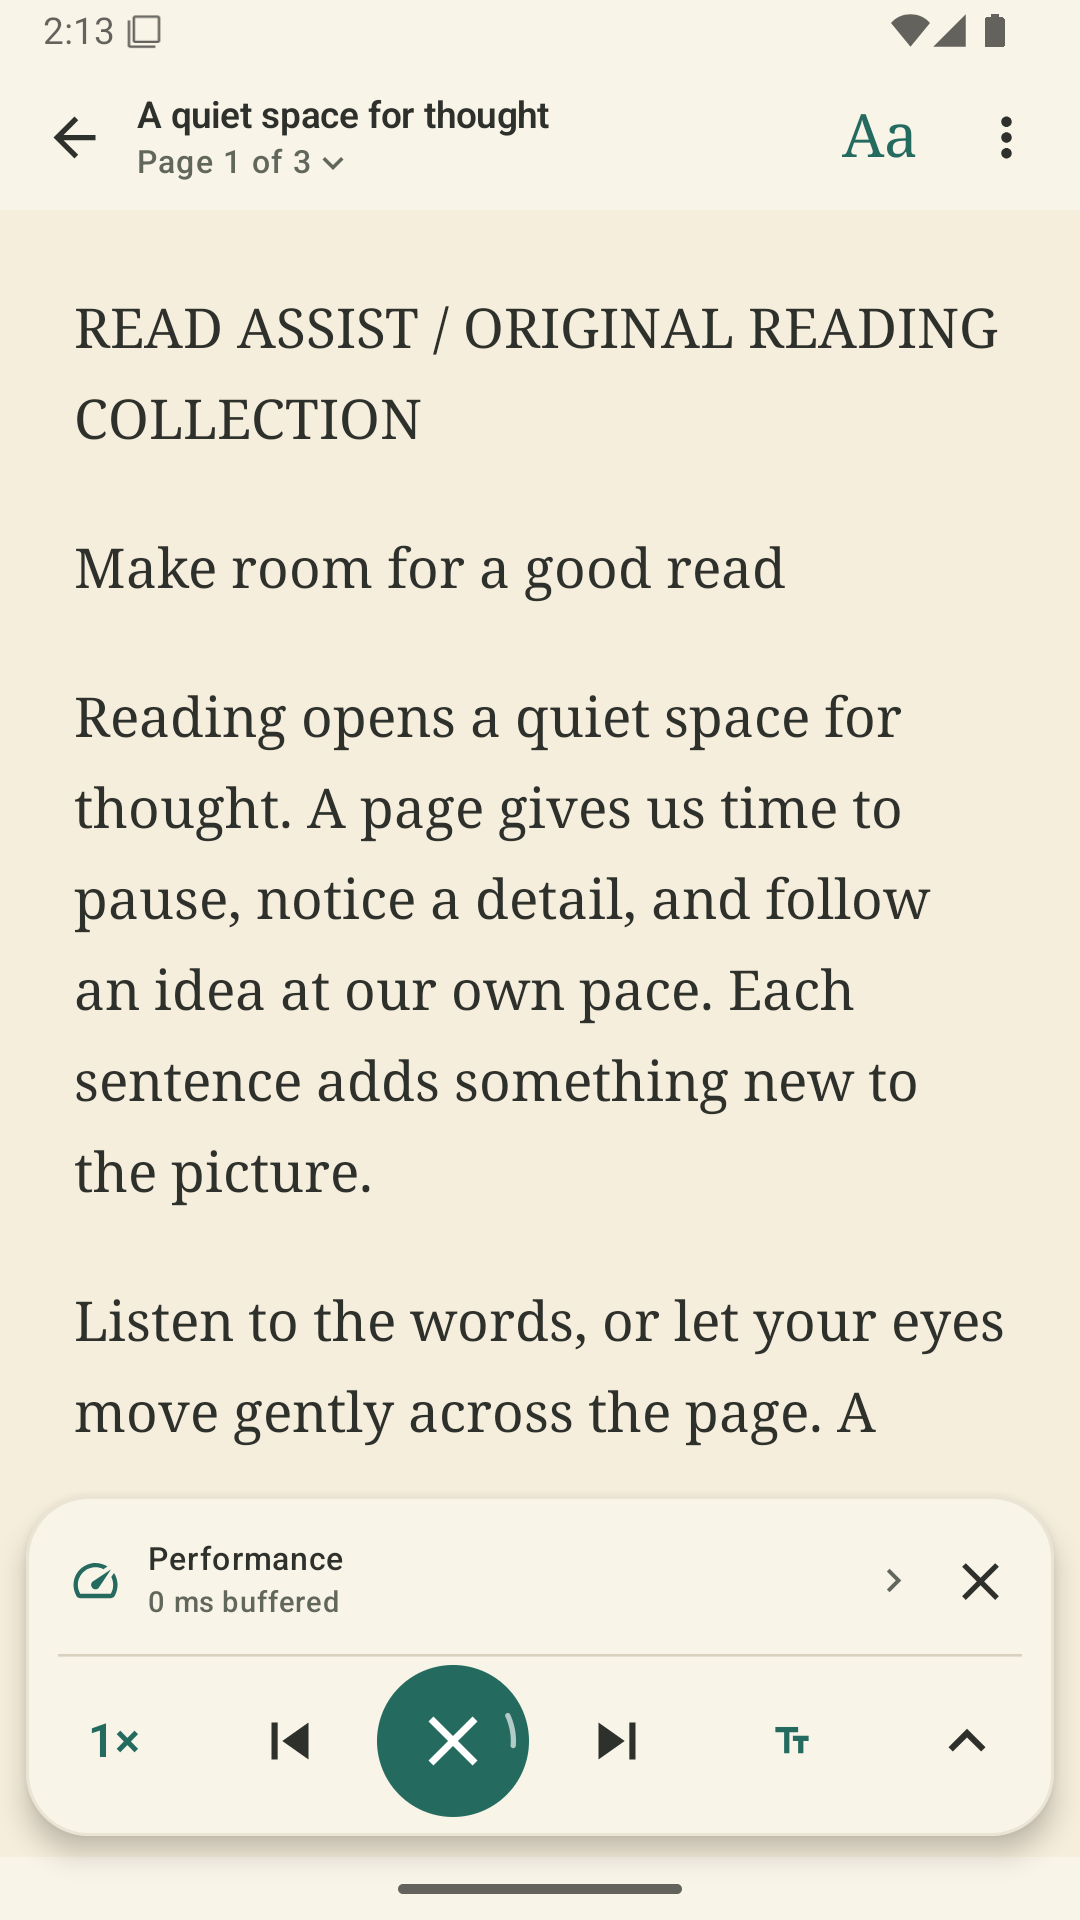 2:13
A quiet space for thought
Page 1 of 3
Aa
READ ASSIST / ORIGINAL READING
COLLECTION
Make room for a good read
Reading opens a quiet space for
thought. A page gives us time to
pause, notice a detail, and follow
an idea at our own pace. Each
sentence adds something new to
the picture.
Listen to the words, or let your eyes
move gently across the page. A
Performance
0 ms buffered
1×
TT